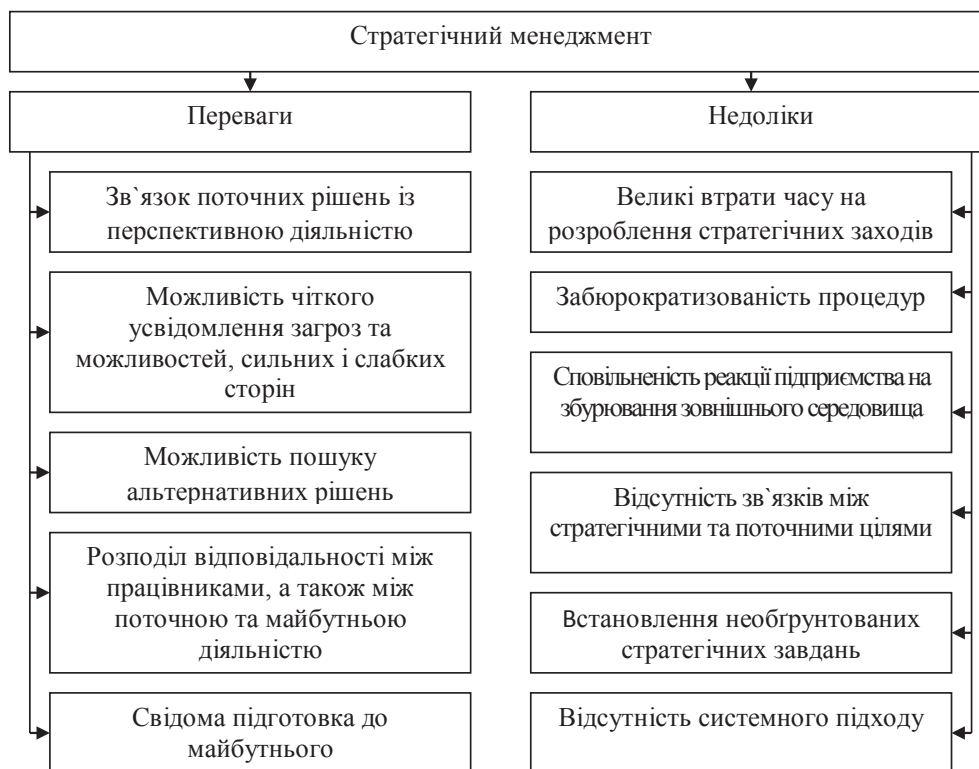 Стратегічний менеджмент
Переваги
Зв`язок поточних рішень із
перспективною діяльністю
Можливість чіткого
усвідомлення загроз та
можливостей, сильних і слабких
сторін
Можливість пошуку
альтернативних рішень
Розподіл відповідальності між
працівниками, а також між
поточною та майбутньою
діяльністю
Свідома підготовка до
майбутнього
Недоліки
Великі втрати часу на
розроблення стратегічних заходів
Забюрократизованість процедур
Сповільненість реакції підприємства на
збурювання зовнішнього середовища
Відсутність зв`язків між
стратегічними та поточними цілями
Встановлення необґрунтованих
стратегічних завдань
Відсутність системного підходу